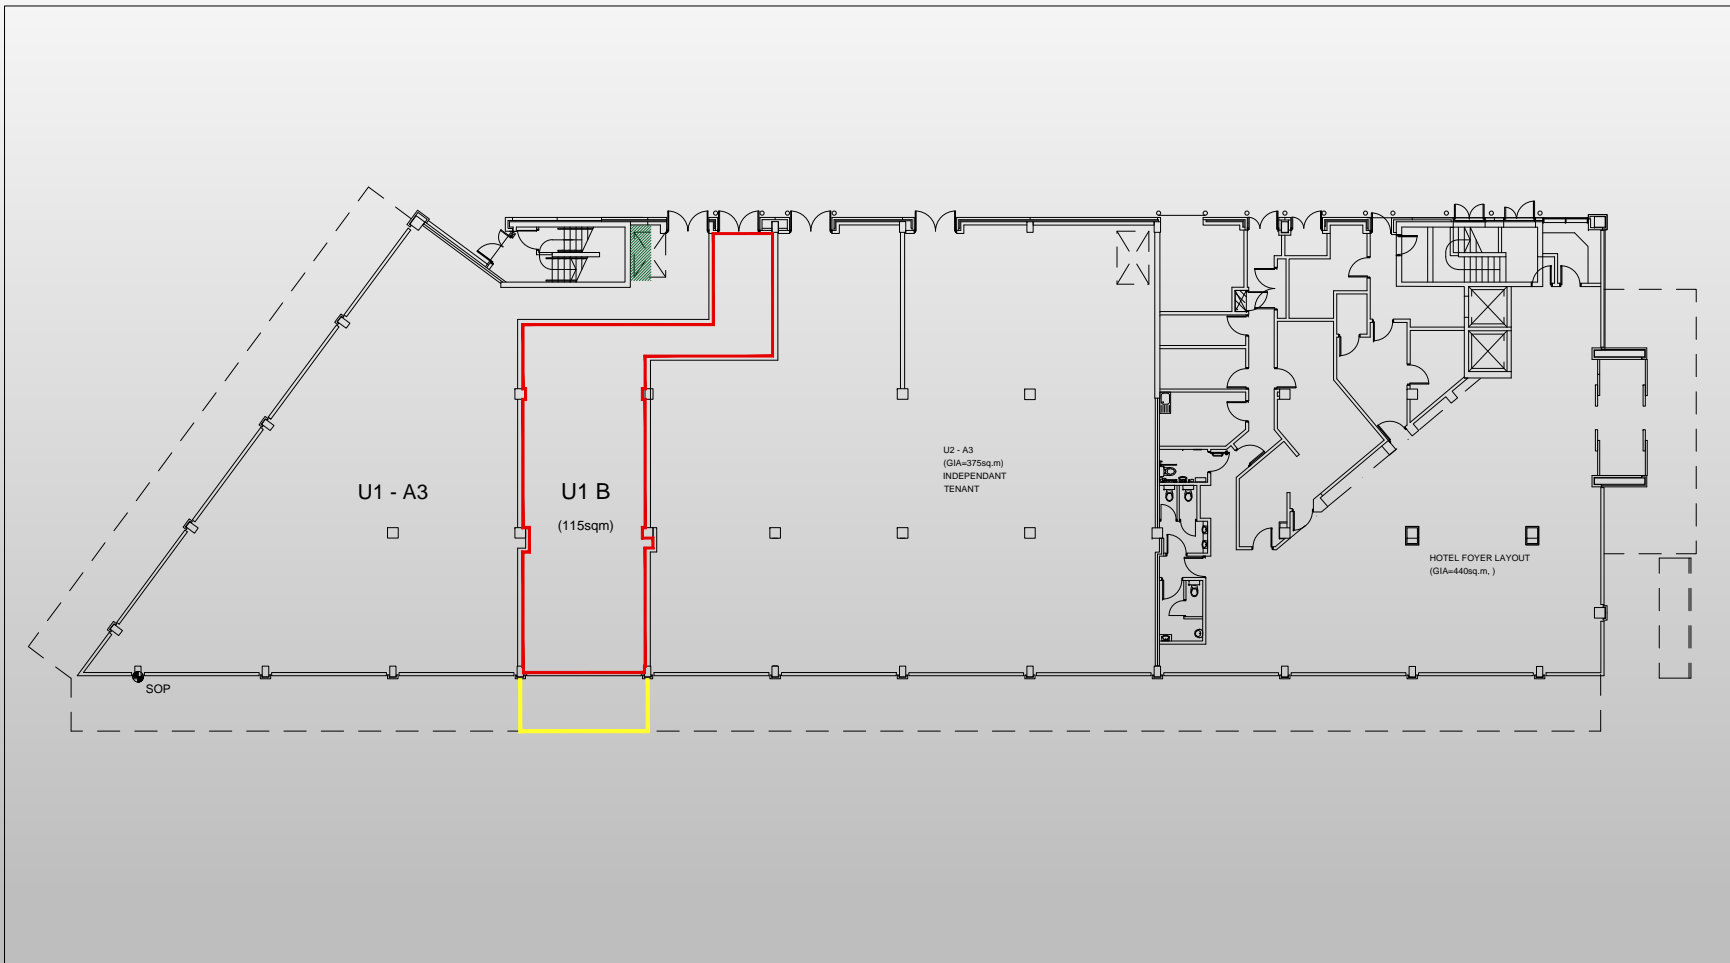 U1 - A3
U1 B
(115sqm)
U2 - A3
(GIA=375sq.m)
INDEPENDANT
TENANT
HOTEL FOYER LAYOUT
(GIA=440sq.m, )
SOP